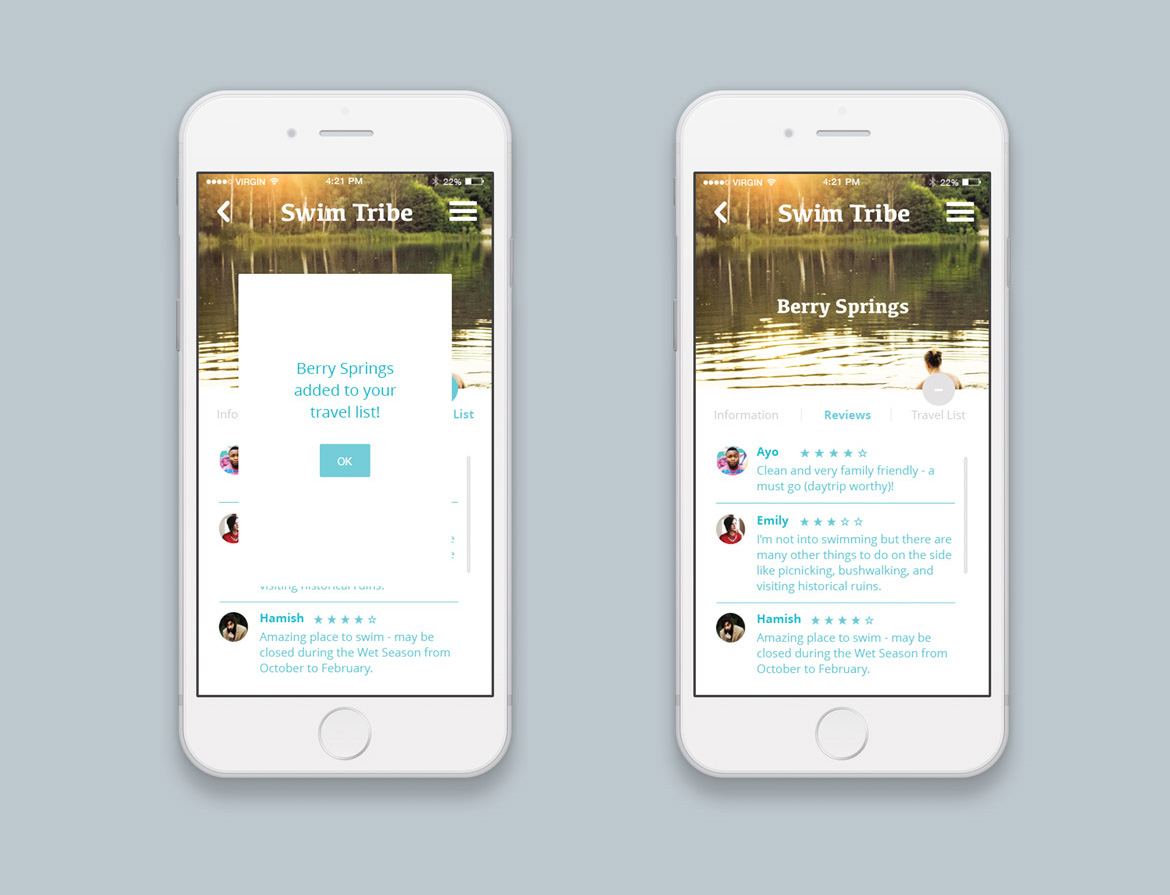 VIRGIN 4:21 PM 22%
Swim Tribe
Berry Springs
added to your
travel list!
Info List
OK
visiting historical ruins.
Hamish
Amazing place to swim - may be
closed during the Wet Season from
October to February.
VIRGIN 4:21 PM 22%
Swim Tribe
Berry Springs
Information Reviews Travel List
Ayo
Clean and very family friendly - a
must go (daytrip worthy)!
Emily
I'm not into swimming but there are
many other things to do on the side
like picnicking, bushwalking, and
visiting historical ruins.
Hamish
Amazing place to swim - may be
closed during the Wet Season from
October to February.